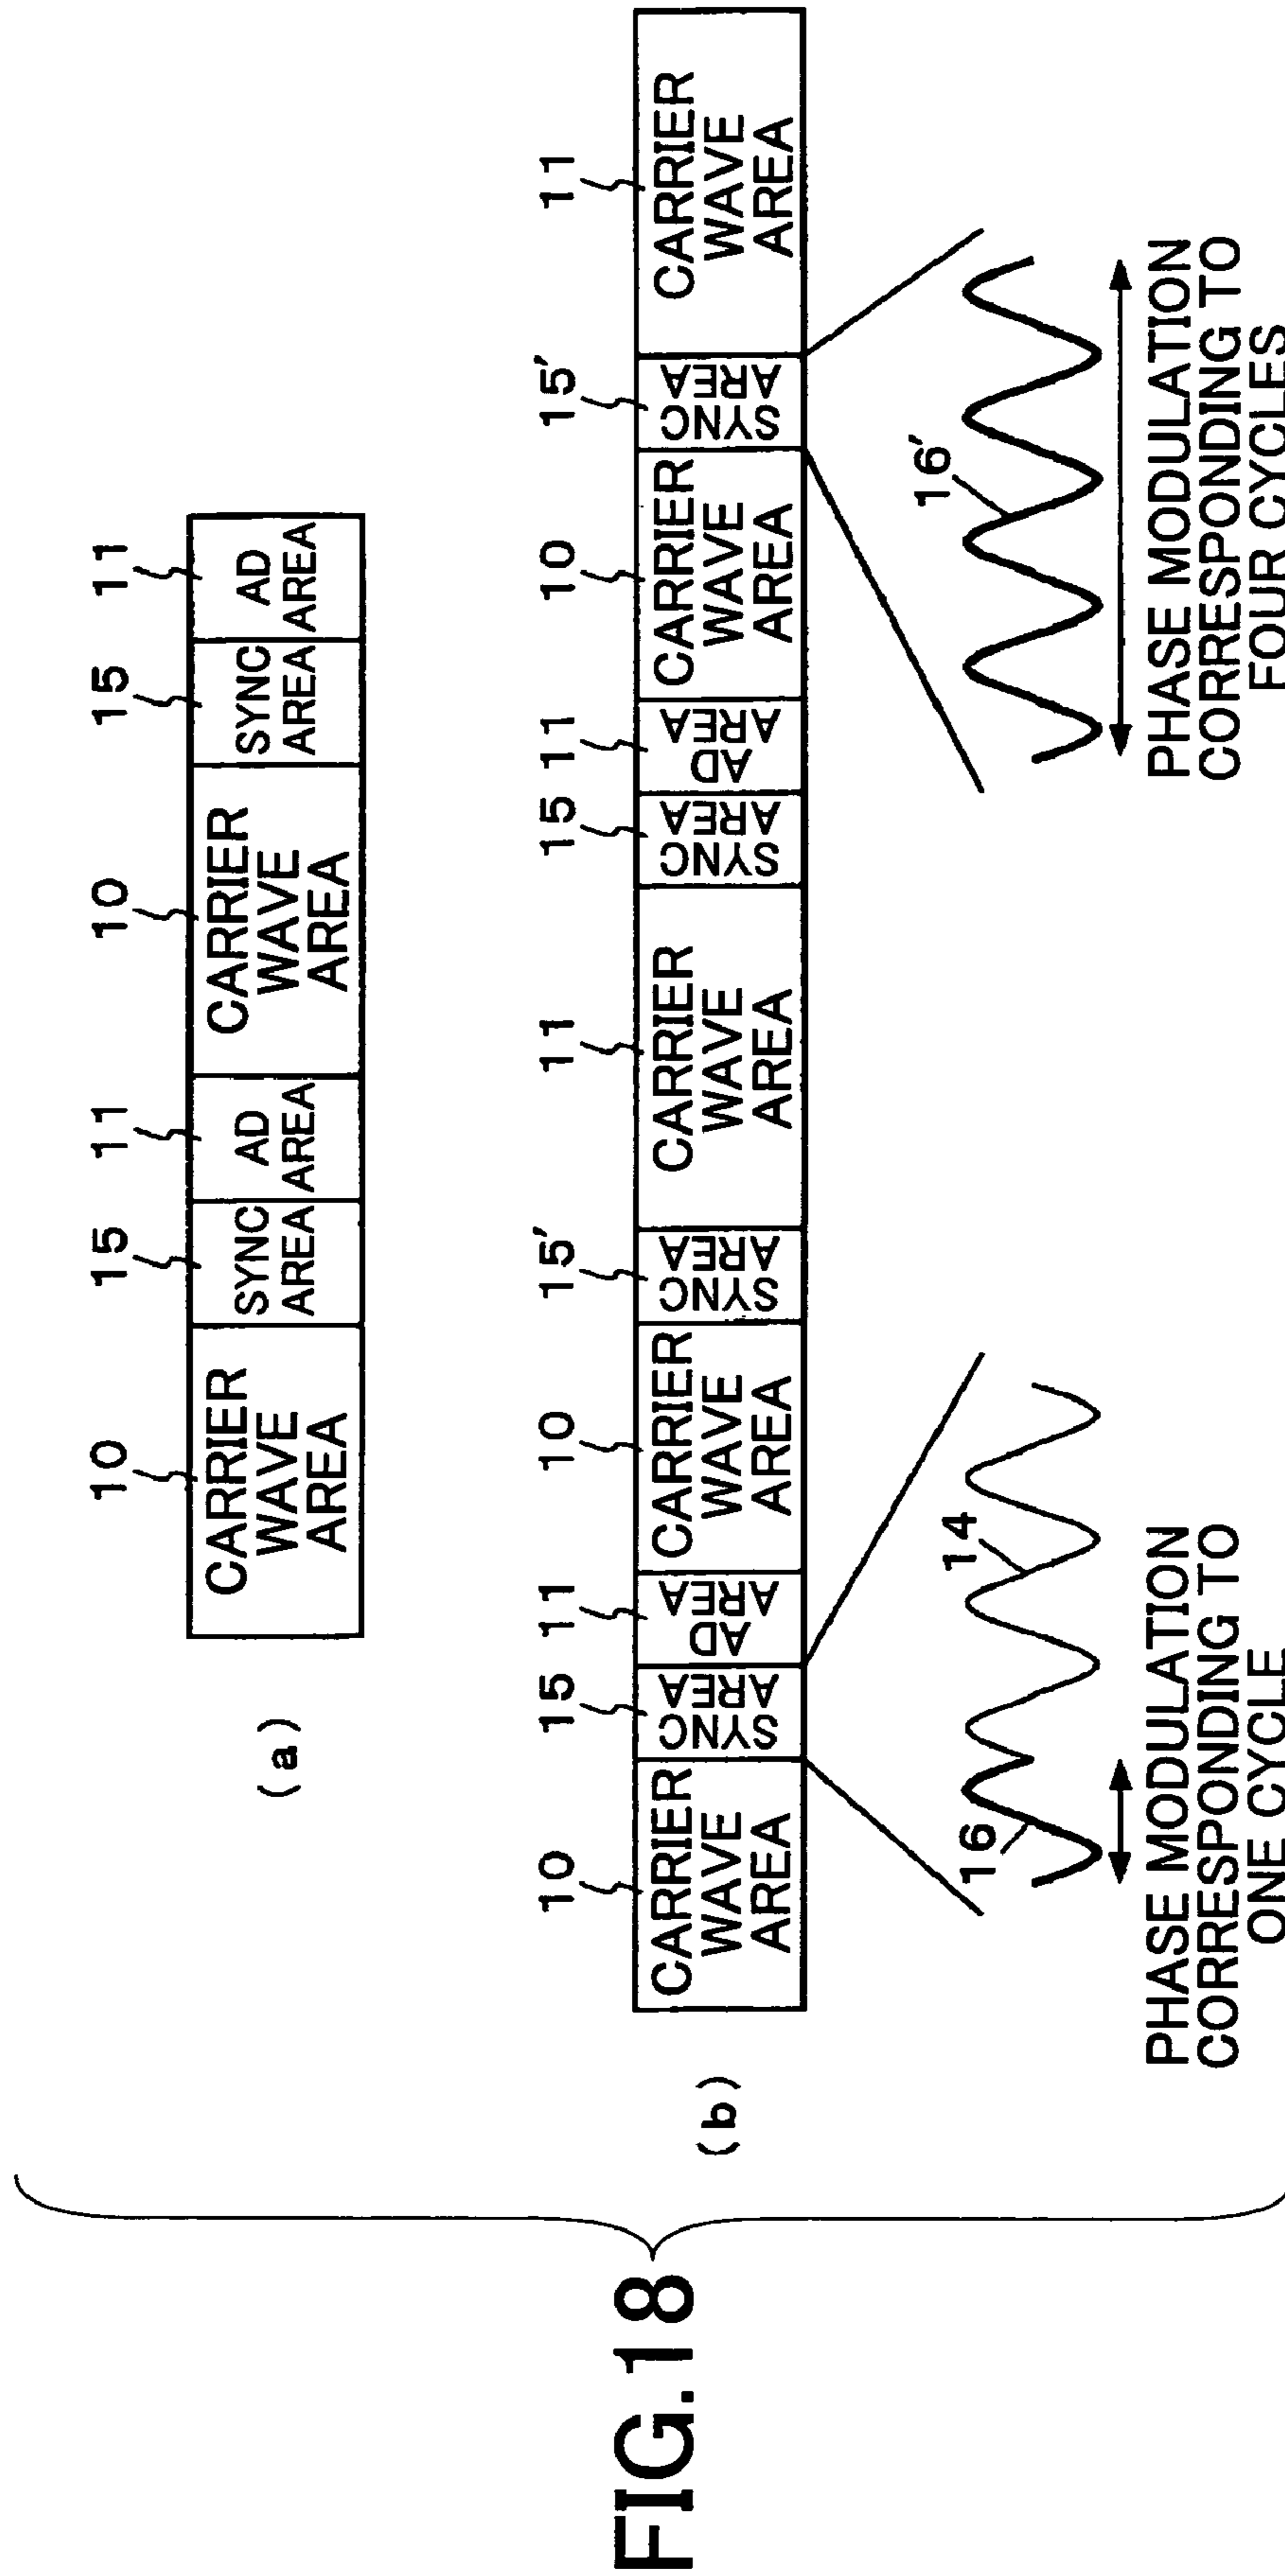 FIG.18
(a)
10
15
11
10
15
11
CARRIER
WAVE
AREA
SYNC
AREA
AD
AREA
CARRIER
WAVE
AREA
SYNC
AREA
AD
AREA
(b)
10
15
11
10
15′
11
15
11
10
15′
11
CARRIER
WAVE
AREA
SYNC
AREA
AD
AREA
CARRIER
WAVE
AREA
SYNC
AREA
CARRIER
WAVE
AREA
SYNC
AREA
AD
AREA
CARRIER
WAVE
AREA
SYNC
AREA
CARRIER
WAVE
AREA
16
14
16′
PHASE MODULATION
CORRESPONDING TO
ONE CYCLE
PHASE MODULATION
CORRESPONDING TO
FOUR CYCLES